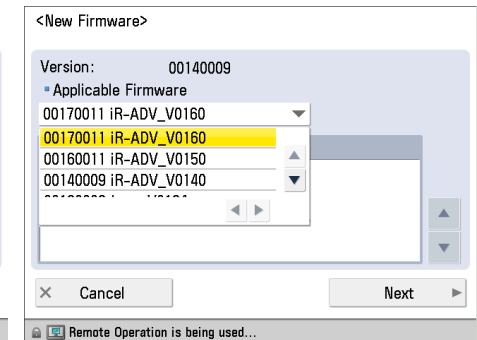 <New Firmware>
Version: 00140009
Applicable Firmware
00170011 iR-ADV_V0160
00170011 iR-ADV_V0160
00160011 iR-ADV_V0150
00140009 iR-ADV_V0140
Cancel
Next
Remote Operation is being used...